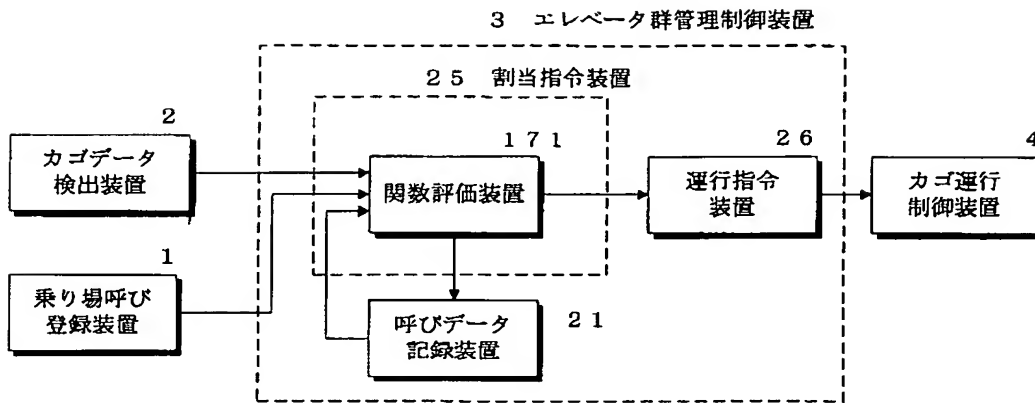 ３ エレベータ群管理制御装置
２５ 割当指令装置
２
カゴデータ
検出装置
１７１
関数評価装置
２６
運行指令
装置
４
カゴ運行
制御装置
１
乗り場呼び
登録装置
呼びデータ
記録装置
２１